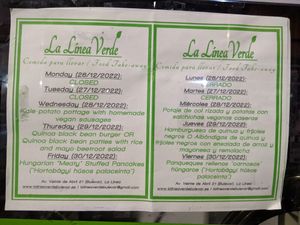 La Línea Verde
Comida para llevar / Food Take-away
Monday (26/12/2022):
CLOSED
Tuesday (27/12/2022):
CLOSED
Wednesday (28/12/2022):
Kale potato pottage with homemade
vegan sausages
Thursday (29/12/2022):
Quinoa black bean burger OR
Quinoa black bean patties with rice
and mayo beetroot salad
Friday (30/12/2022):
Hungarian "Meaty" Stuffed Pancakes
("Hortobágyi húsos palacsinta")
La Línea Verde
Comida para llevar / Food Take-away
Lunes (26/12/2022):
CERRADO
Martes (27/12/2022):
CERRADO
Miércoles (28/12/2022):
Potaje de col rizada y patatas con
salchichas veganas caseras
Jueves (29/12/2022):
Hamburguesa de quinoa y frijoles
negros O Albóndigas de quinoa y
frijoles negros con ensalada de arroz
y mayonesa y remolacha
Viernes (30/12/2022):
Panqueques rellenos "carnosos"
húngaros ("Hortobágyi húsos
palacsinta")